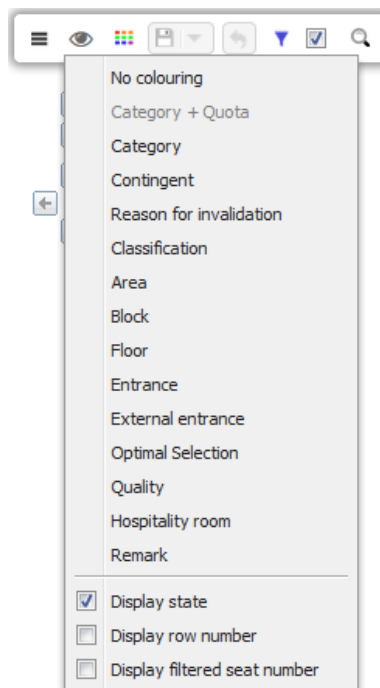 No colouring
Category + Quota
Category
Contingent
Reason for invalidation
Classification
Area
Block
Floor
Entrance
External entrance
Optimal Selection
Quality
Hospitality room
Remark
Display state
Display row number
Display filtered seat number